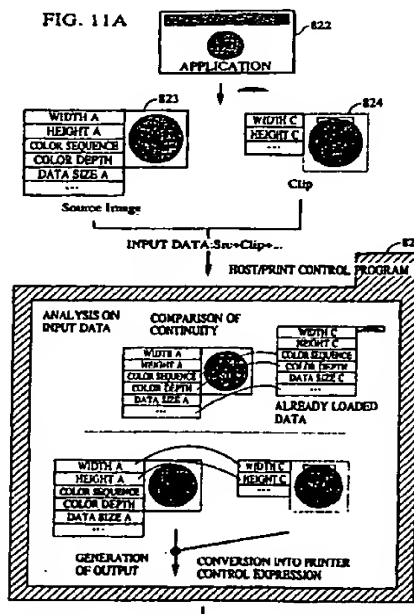 FIG. 11A
822
APPLICATION
823
WIDTH A
HEIGHT A
COLOR SEQUENCE
COLOR DEPTH
DATA SIZE A
...
Source Image
824
WIDTH C
HEIGHT C
...
Clip
INPUT DATA:Src+Clip+...
82
HOST/PRINT CONTROL PROGRAM
ANALYSIS ON
INPUT DATA
COMPARISON OF
CONTINUITY
WIDTH A
HEIGHT A
COLOR SEQUENCE
COLOR DEPTH
DATA SIZE A
...
WIDTH C
HEIGHT C
COLOR SEQUENCE
COLOR DEPTH
DATA SIZE C
...
ALREADY LOADED
DATA
WIDTH A
HEIGHT A
COLOR SEQUENCE
COLOR DEPTH
DATA SIZE A
...
WIDTH C
HEIGHT C
...
GENERATION
OF OUTPUT
CONVERSION INTO PRINTER
CONTROL EXPRESSION